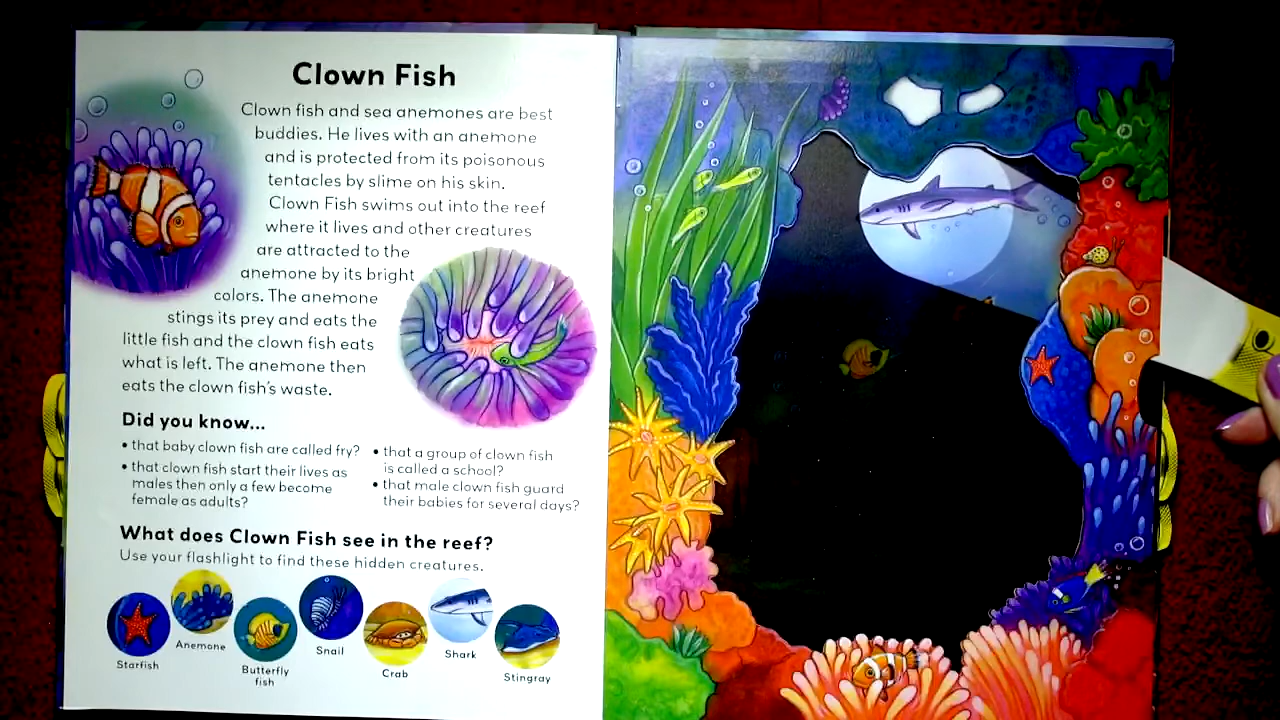 Clown Fish
Clown fish and sea anemones are best
buddies. He lives with an anemone
and is protected from its poisonous
tentacles by slime on his skin.
Clown Fish swims out into the reef
where it lives and other creatures
are attracted to the
anemone by its bright
colors. The anemone
stings its prey and eats the
little fish and the clown fish eats
what is left. The anemone then
eats the clown fish's waste.
Did you know...
• that baby clown fish are called fry?
• that clown fish start their lives as
males then only a few become
female as adults?
• that a group of clown fish
is called a school?
• that male clown fish guard
their babies for several days?
What does Clown Fish see in the reef?
Use your flashlight to find these hidden creatures.
Starfish
Anemone
Butterfly
fish
Snail
Crab
Shark
Stingray